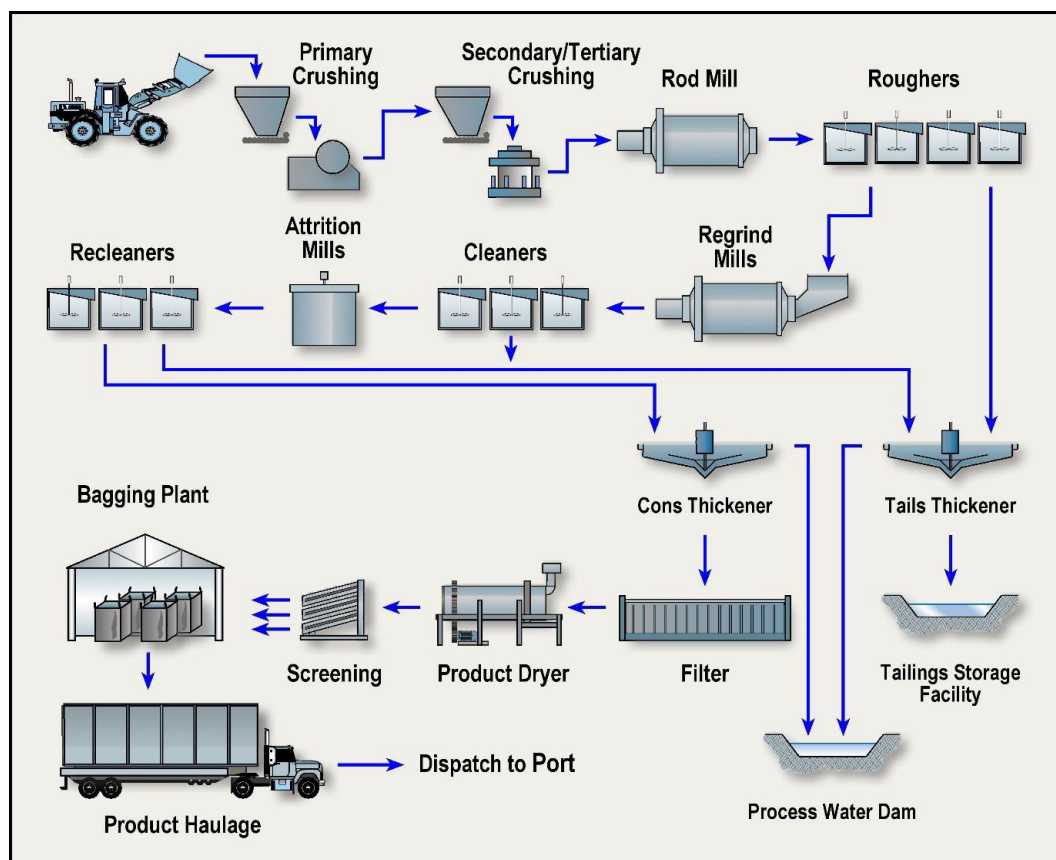 Primary
Crushing
Secondary/Tertiary
Crushing
Rod Mill
Roughers
Recleaners
Attrition
Mills
Cleaners
Regrind
Mills
Cons Thickener
Tails Thickener
Bagging Plant
Screening
Product Dryer
Filter
Tailings Storage
Facility
Product Haulage
Dispatch to Port
Process Water Dam